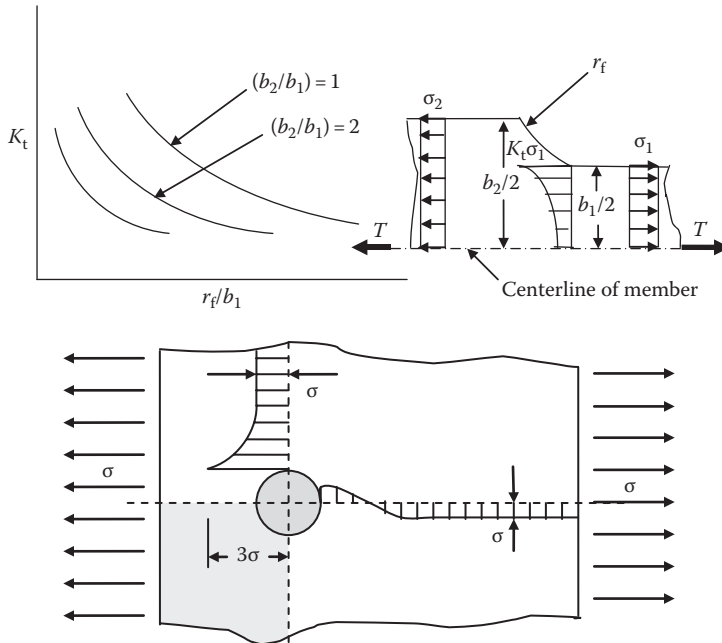 (b₂/b₁) = 1
(b₂/b₁) = 2
Kₜ
r_f/b₁
r_f
σ₂
Kₜσ₁
σ₁
b₂/2
b₁/2
T
T
Centerline of member
σ
σ
σ
σ
3σ